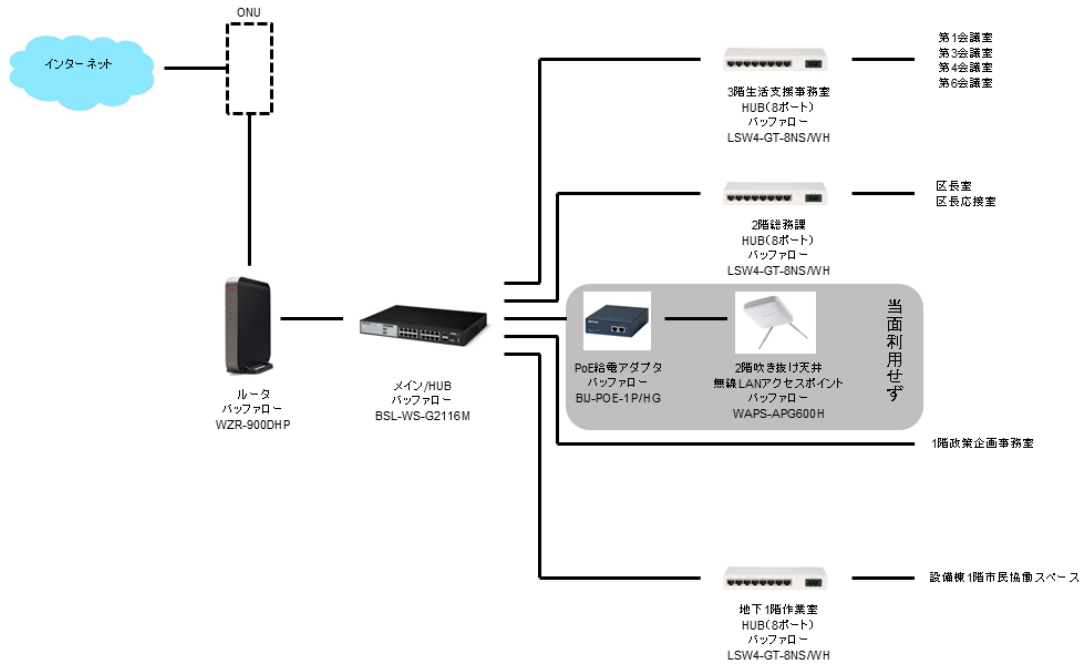 ONU
インターネット
第1会議室
第3会議室
第4会議室
第6会議室
3階生活支援事務室
HUB(8ポート)
バッファロー
LSW4-GT-8NS/WH
区長室
区長応接室
2階総務課
HUB(8ポート)
バッファロー
LSW4-GT-8NS/WH
ルータ
バッファロー
WZR-900DHP
メイン/HUB
バッファロー
BSL-WS-G2116M
PoE給電アダプタ
バッファロー
BIJ-POE-1P/HG
2階吹き抜け天井
無線LANアクセスポイント
バッファロー
WAPS-APG600H
当面利用せず
1階政策企画事務室
設備棟1階市民協働スペース
地下1階作業室
HUB(8ポート)
バッファロー
LSW4-GT-8NS/WH